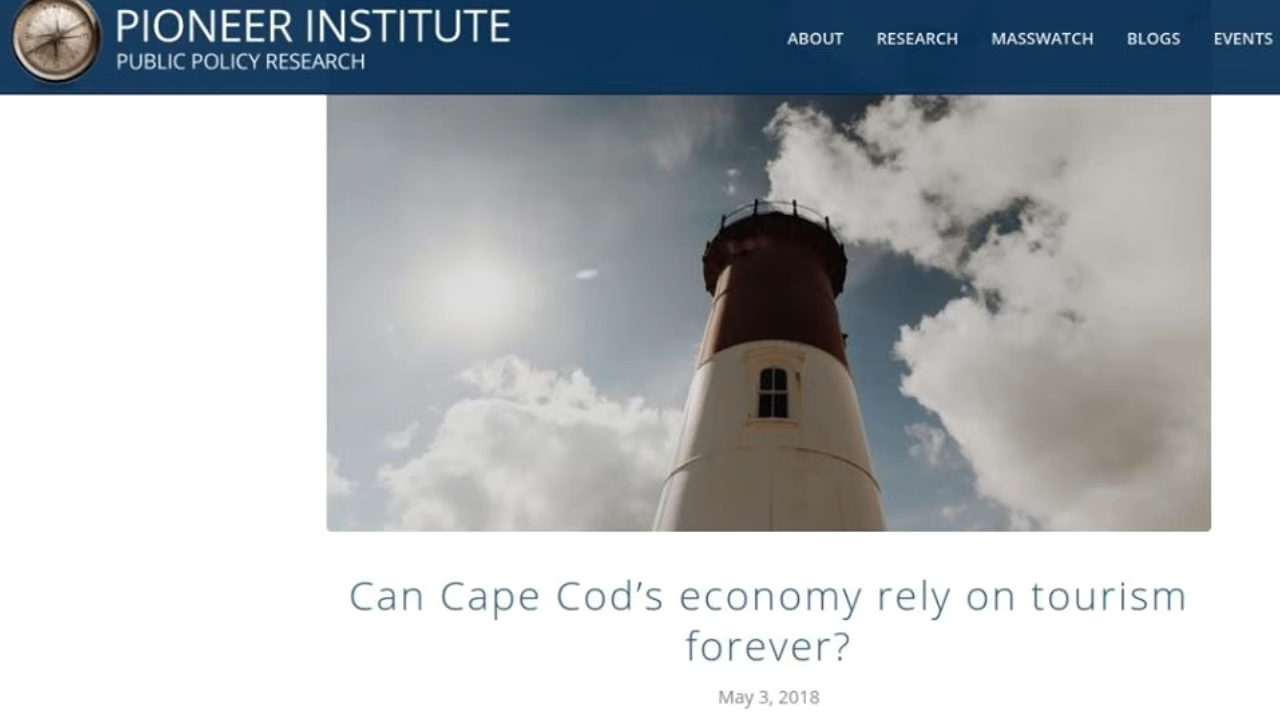 PIONEER INSTITUTE
PUBLIC POLICY RESEARCH
ABOUT RESEARCH MASSWATCH BLOGS EVENTS
Can Cape Cod’s economy rely on tourism
forever?
May 3, 2018